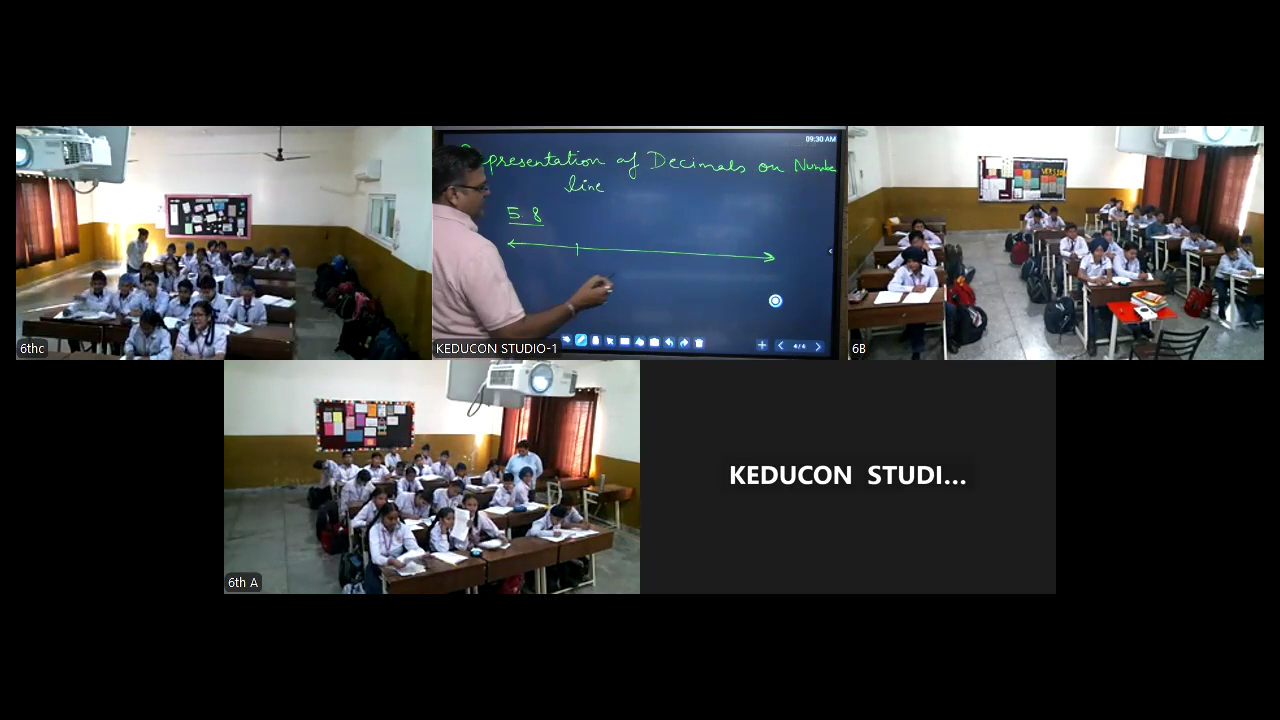 09:30 AM
Representation of Decimals on Number
line
5.8
4/4
6thc
KEDUCON STUDIO-1
6B
6th A
KEDUCON STUDI...